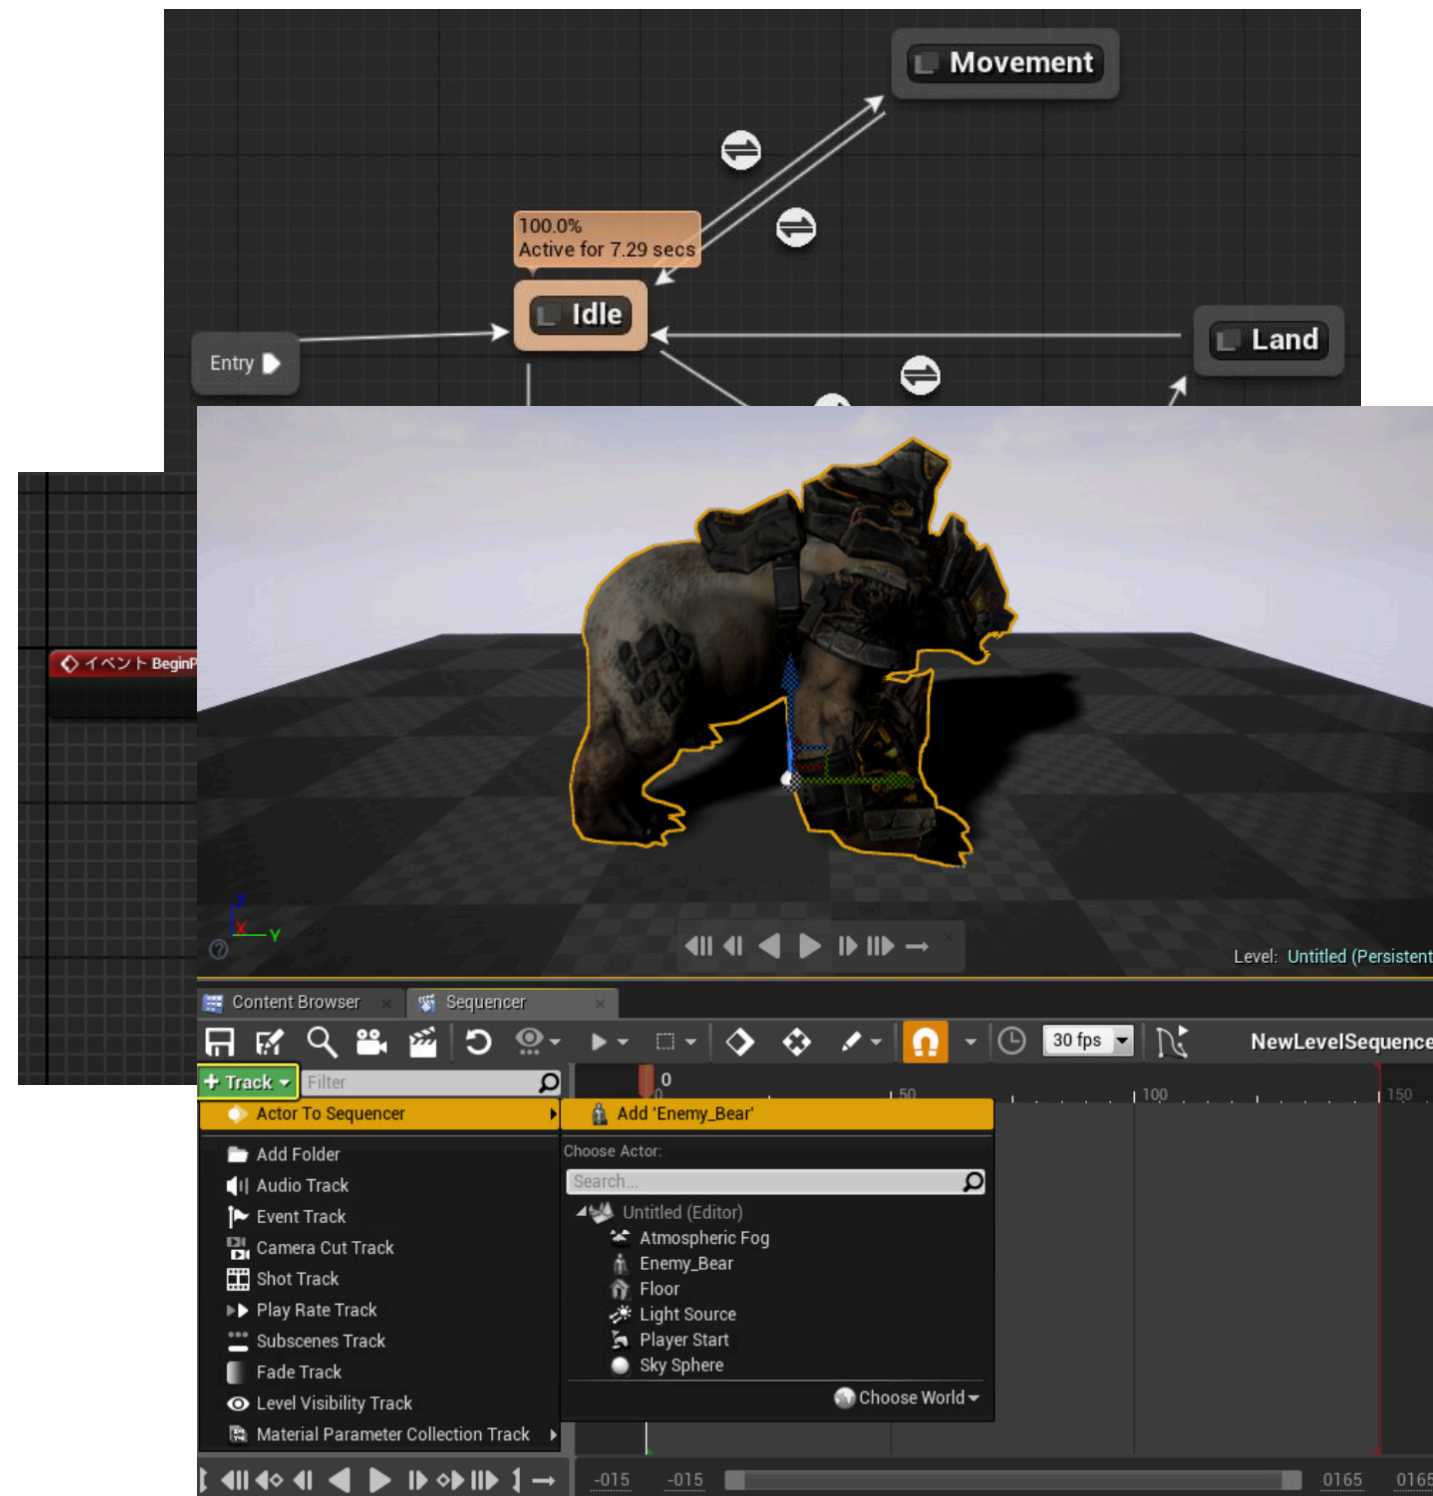 Movement
100.0%
Active for 7.29 secs
Idle
Entry
Land
イベント BeginP
Z
X
Y
Level: Untitled (Persistent
Content Browser
Sequencer
30 fps
NewLevelSequence
+ Track
Filter
0
0
50
100
150
Actor To Sequencer
Add 'Enemy_Bear'
Add Folder
Audio Track
Event Track
Camera Cut Track
Shot Track
Play Rate Track
Subscenes Track
Fade Track
Level Visibility Track
Material Parameter Collection Track
Choose Actor:
Search...
Untitled (Editor)
Atmospheric Fog
Enemy_Bear
Floor
Light Source
Player Start
Sky Sphere
Choose World
-015
-015
0165
0165